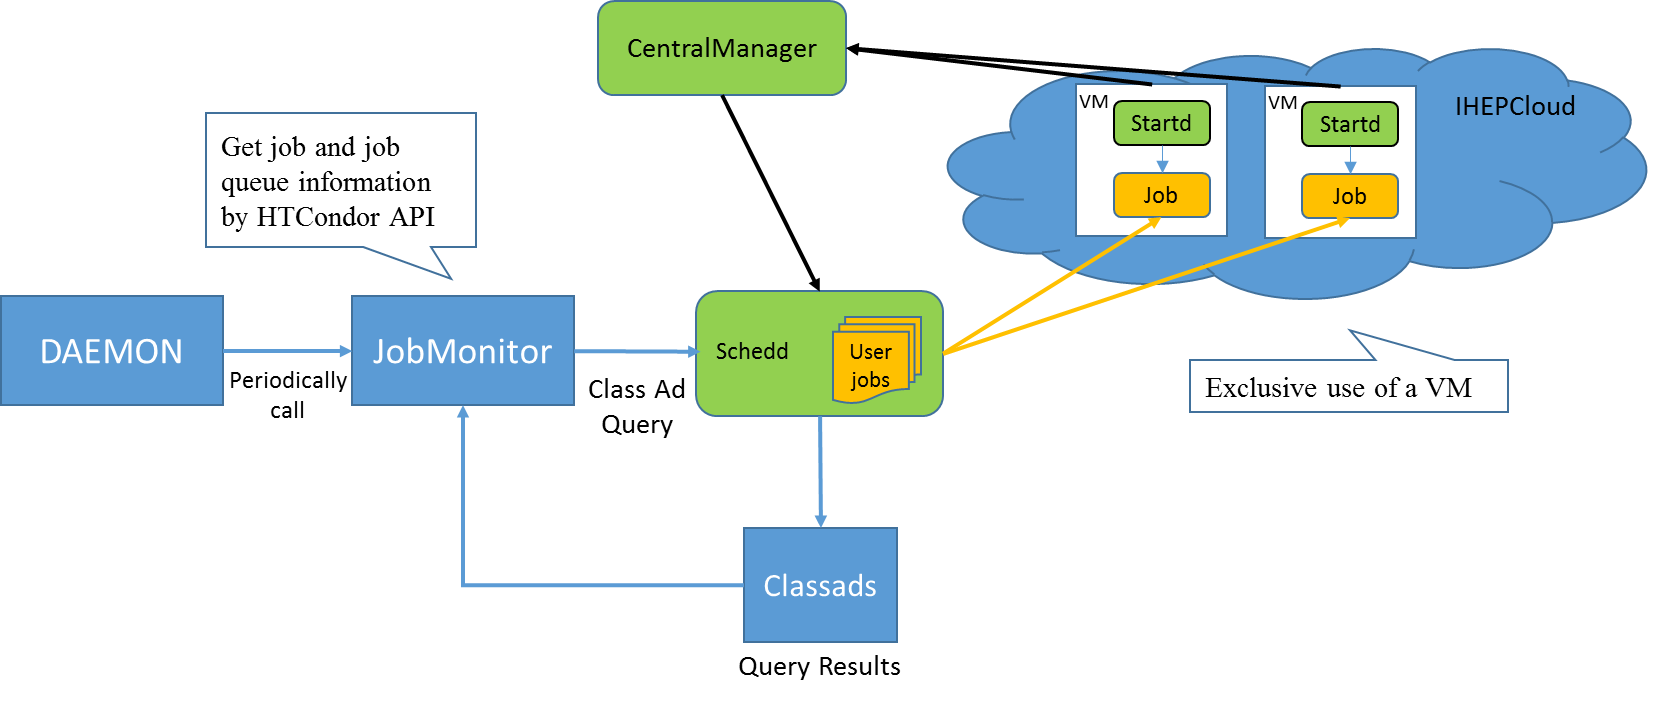 CentralManager
VM
Startd
Job
VM
Startd
Job
IHEPCloud
Get job and job
queue information
by HTCondor API
DAEMON
Periodically
call
JobMonitor
Class Ad
Query
Schedd
User
jobs
Exclusive use of a VM
Classads
Query Results